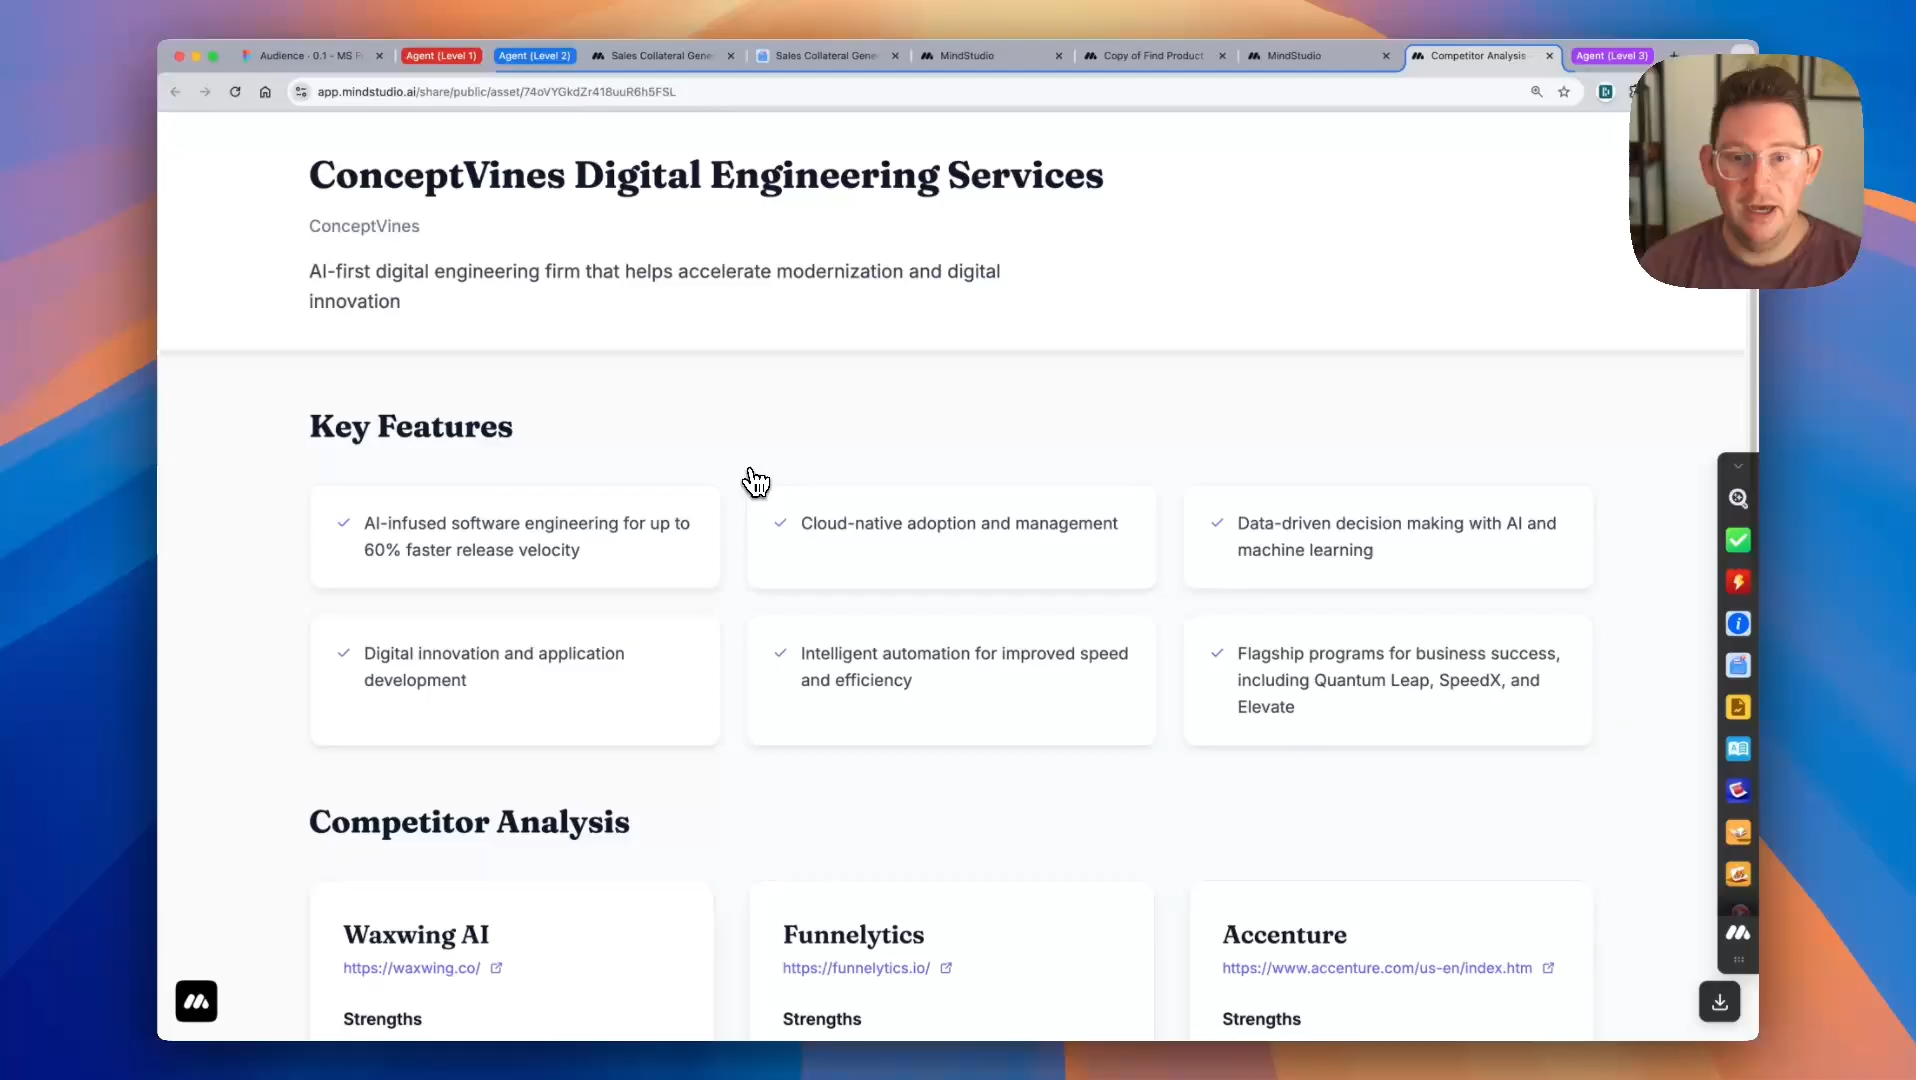 Audience - 0.1 - MS F
Agent (Level 1)
Agent (Level 2)
Sales Collateral Gene
Sales Collateral Gene
MindStudio
Copy of Find Product
MindStudio
Competitor Analysis
Agent (Level 3)
app.mindstudio.ai/share/public/asset/74oVYGkdZr418uuR6h5FSL
ConceptVines Digital Engineering Services
ConceptVines
AI-first digital engineering firm that helps accelerate modernization and digital
innovation
Key Features
AI-infused software engineering for up to
60% faster release velocity
Cloud-native adoption and management
Data-driven decision making with AI and
machine learning
Digital innovation and application
development
Intelligent automation for improved speed
and efficiency
Flagship programs for business success,
including Quantum Leap, SpeedX, and
Elevate
Competitor Analysis
Waxwing AI
https://waxwing.co/
Strengths
Funnelytics
https://funnelytics.io/
Strengths
Accenture
https://www.accenture.com/us-en/index.htm
Strengths